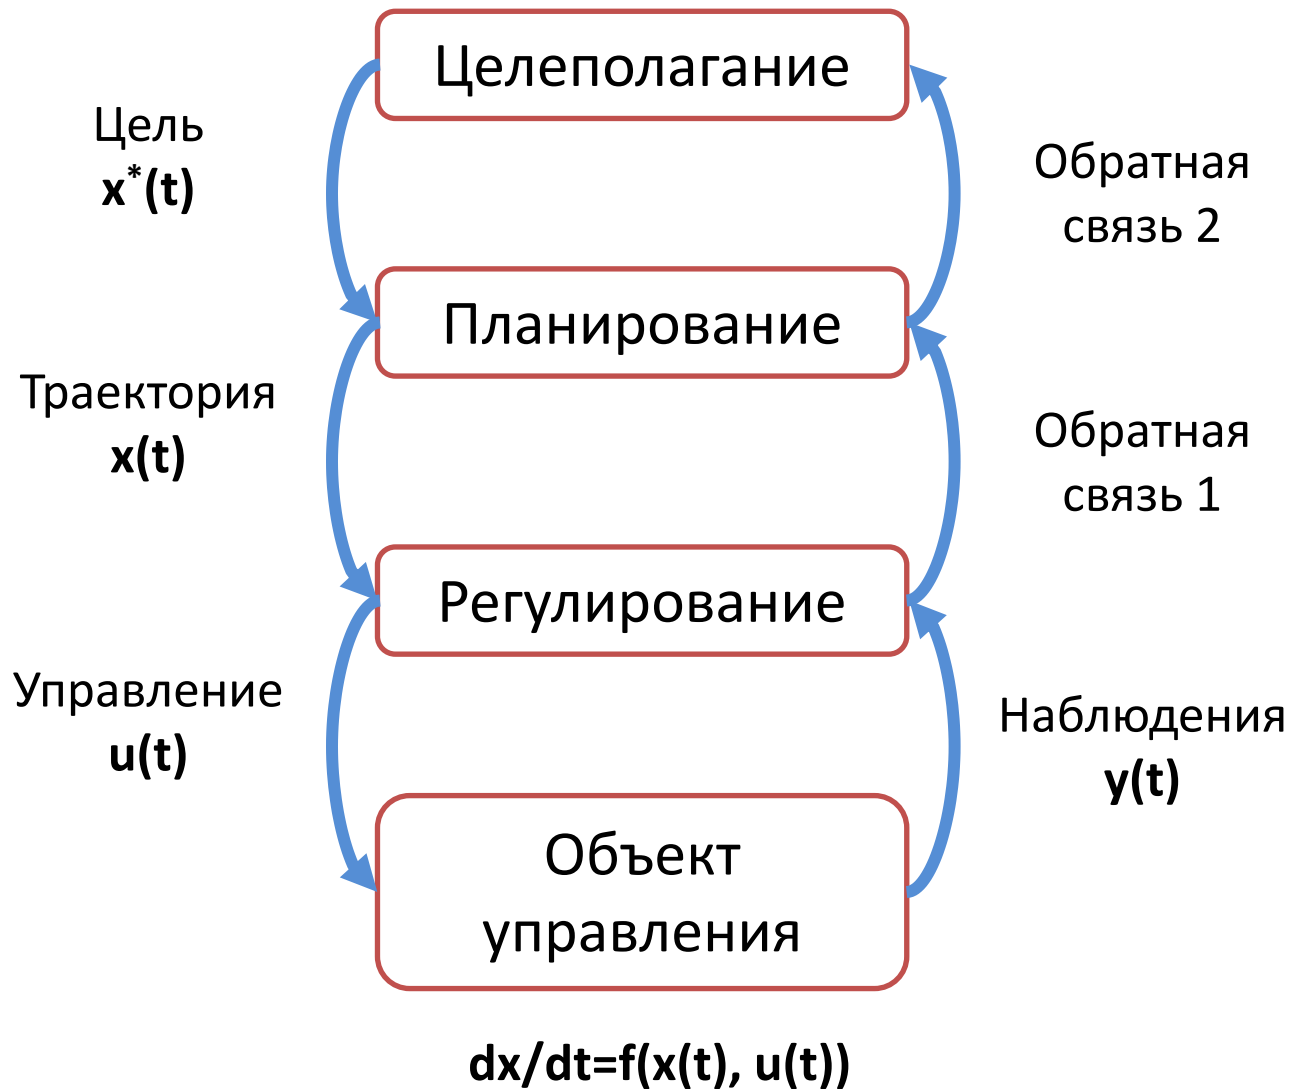 Целеполагание
Цель
x*(t)
Обратная
связь 2
Планирование
Траектория
x(t)
Обратная
связь 1
Регулирование
Управление
u(t)
Наблюдения
y(t)
Объект
управления
dx/dt=f(x(t), u(t))